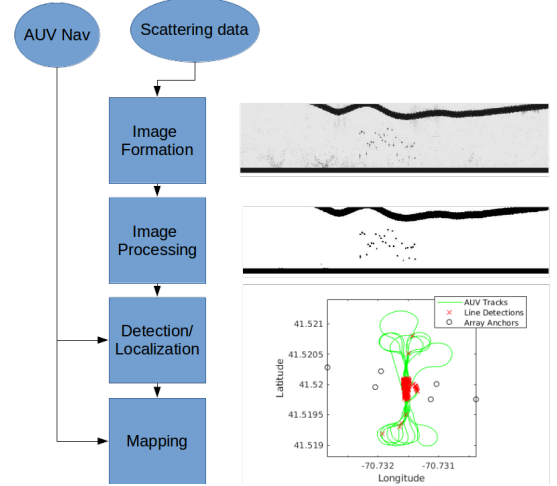 AUV Nav
Scattering data
Image
Formation
Image
Processing
Detection/
Localization
Mapping
AUV Tracks
Line Detections
Array Anchors
41.521
41.5205
41.52
41.5195
41.519
Latitude
-70.732
-70.731
Longitude